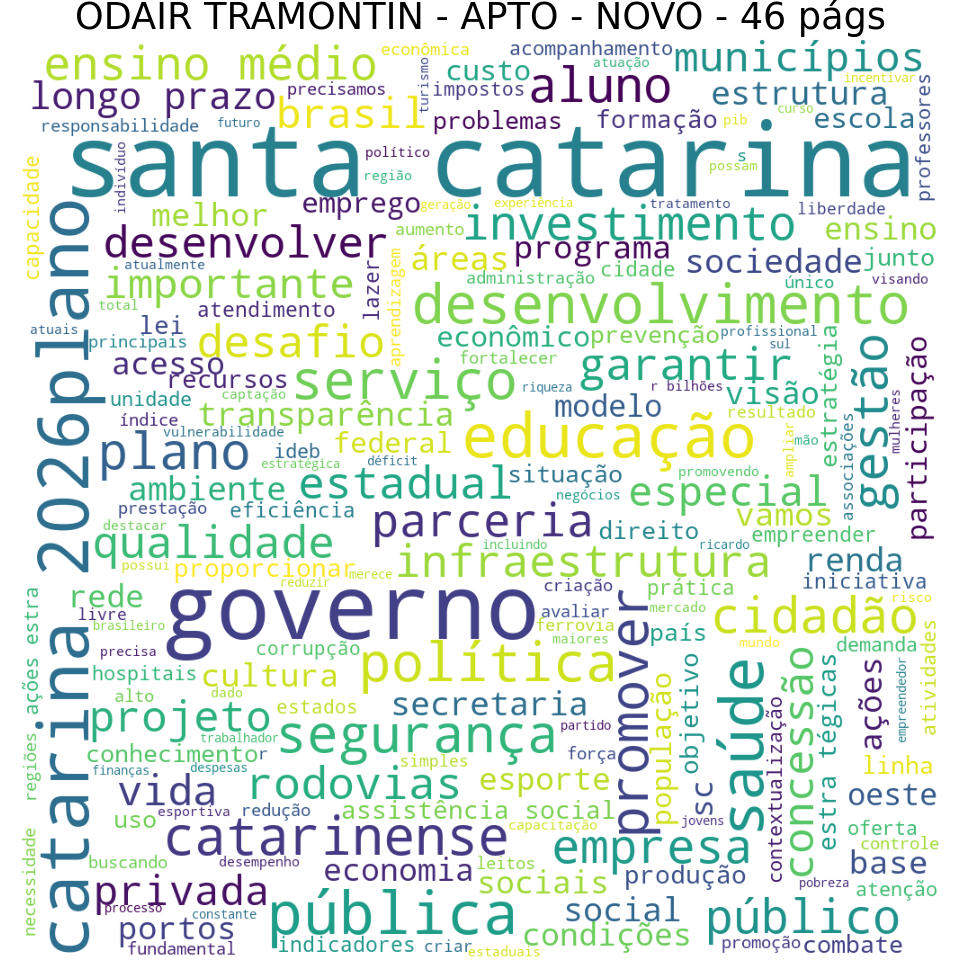 ODAIR TRAMONTIN - APTO - NOVO - 46 págs
econômica
acompanhamento
municípios
ensino médio
atuação
custo
turismo
incentivar
longo prazo
precisamos
impostos
aluno
estrutura
professores
brasil
problemas
formação
pib
curso
escola
responsabilidade
futuro
santa catarina
político
s
possam
região
indivíduo
capacidade
emprego
geração
experiência
tratamento
liberdade
melhor
aumento
investimento
ensino
desenvolver
programa
sociedade
junto
atualmente
áreas
cidade
administração
único
visando
importante
lazer
aprendizagem
desenvolvimento
total
atendimento
atuais
lei
principais
desafio
econômico
prevenção
profissional
sul
estratégia
gestão
participação
acesso
recursos
fortalecer
garantir
serviço
captação
riqueza
r bilhões
visão
unidade
índice
transparência
modelo
resultado
mulheres
catarina 2026plano
vulnerabilidade
federal
educação
mão
ampliar
associações
plano
ideb
estratégica
déficit
situação
promovendo
ambiente
estadual
negócios
especial
prestação
eficiência
parceria
direito
vamos
destacar
qualidade
incluindo
ricardo
empreender
possui
proporcionar
merece
infraestrutura
renda
reduzir
iniciativa
rede
criação
prática
risco
livre
governo
avaliar
mercado
cidadão
brasileiro
ferrovia
promover
país
precisa
corrupção
maiores
mundo
demanda
regiões ações estra
hospitais
cultura
política
alto
dado
estados
secretaria
população
objetivo
saúde
concessão
estra tégicas
ações
empreendedor
atividades
projeto
trabalhador
segurança
partido
conhecimento
r
simples
força
contextualização
linha
finanças
despesas
vida
rodovias
esporte
sc
oeste
esportiva
redução
assistência social
uso
capacitação
jovens
oferta
controle
necessidade
catarinense
empresa
buscando
desempenho
economia
leitos
base
privada
sociais
produção
pobreza
atenção
processo
constante
pública
social
público
portos
fundamental
indicadores
criar
estaduais
condições
promoção
combate